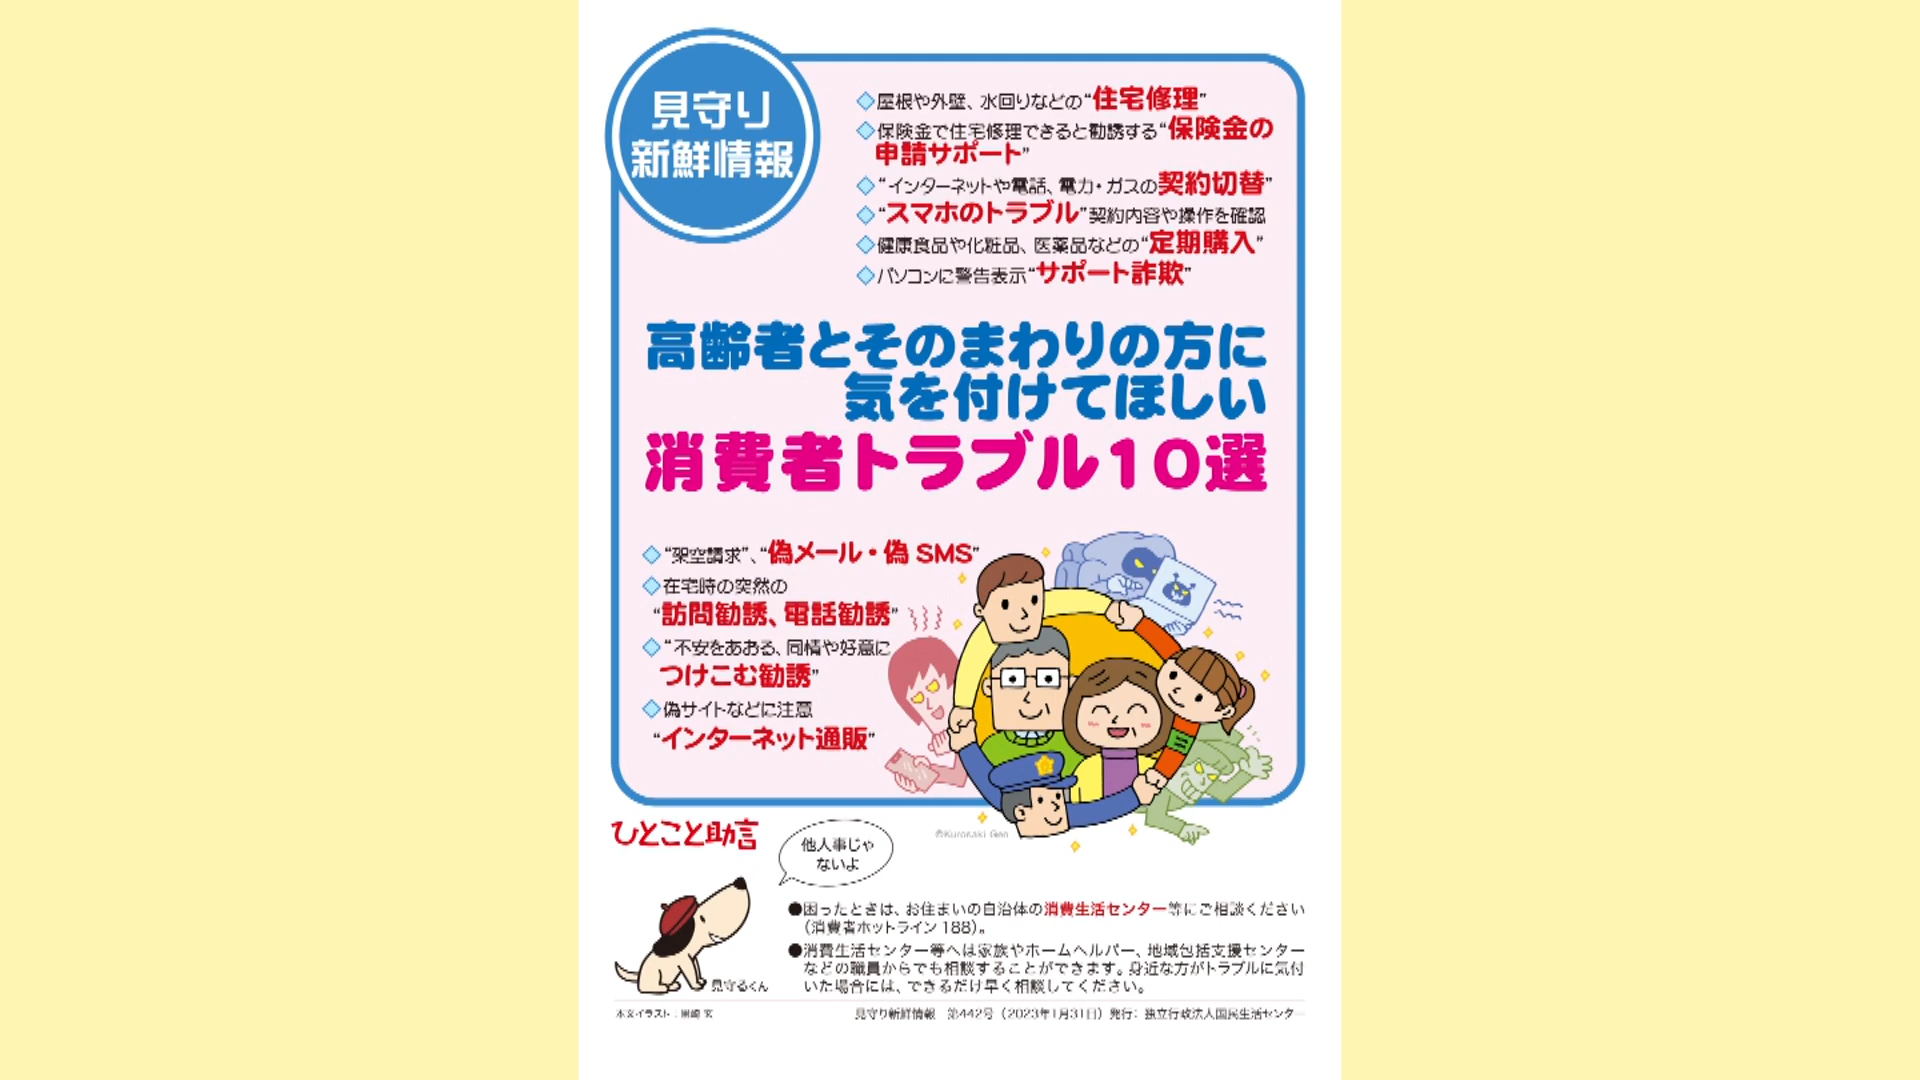 見守り
新鮮情報
◇屋根や外壁、水回りなどの“住宅修理”
◇保険金で住宅修理できると勧誘する“保険金の
申請サポート”
◇“インターネットや電話、電力・ガスの契約切替”
◇“スマホのトラブル”契約内容や操作を確認
◇健康食品や化粧品、医薬品などの“定期購入”
◇パソコンに警告表示“サポート詐欺”
高齢者とそのまわりの方に
気を付けてほしい
消費者トラブル10選
◇“架空請求”、“偽メール・偽SMS”
◇在宅時の突然の
“訪問勧誘、電話勧誘”
◇“不安をあおる、同情や好意に
つけこむ勧誘”
◇偽サイトなどに注意
“インターネット通販”
©Kurosaki Gen
ひとこと助言
他人事じゃ
ないよ
見守るくん
●困ったときは、お住まいの自治体の消費生活センター等にご相談ください
（消費者ホットライン188）。
●消費生活センター等へは家族やホームヘルパー、地域包括支援センター
などの職員からでも相談することができます。身近な方がトラブルに気付
いた場合には、できるだけ早く相談してください。
本文イラスト：黒崎 玄
見守り新鮮情報 第442号（2023年1月31日）発行：独立行政法人国民生活センター